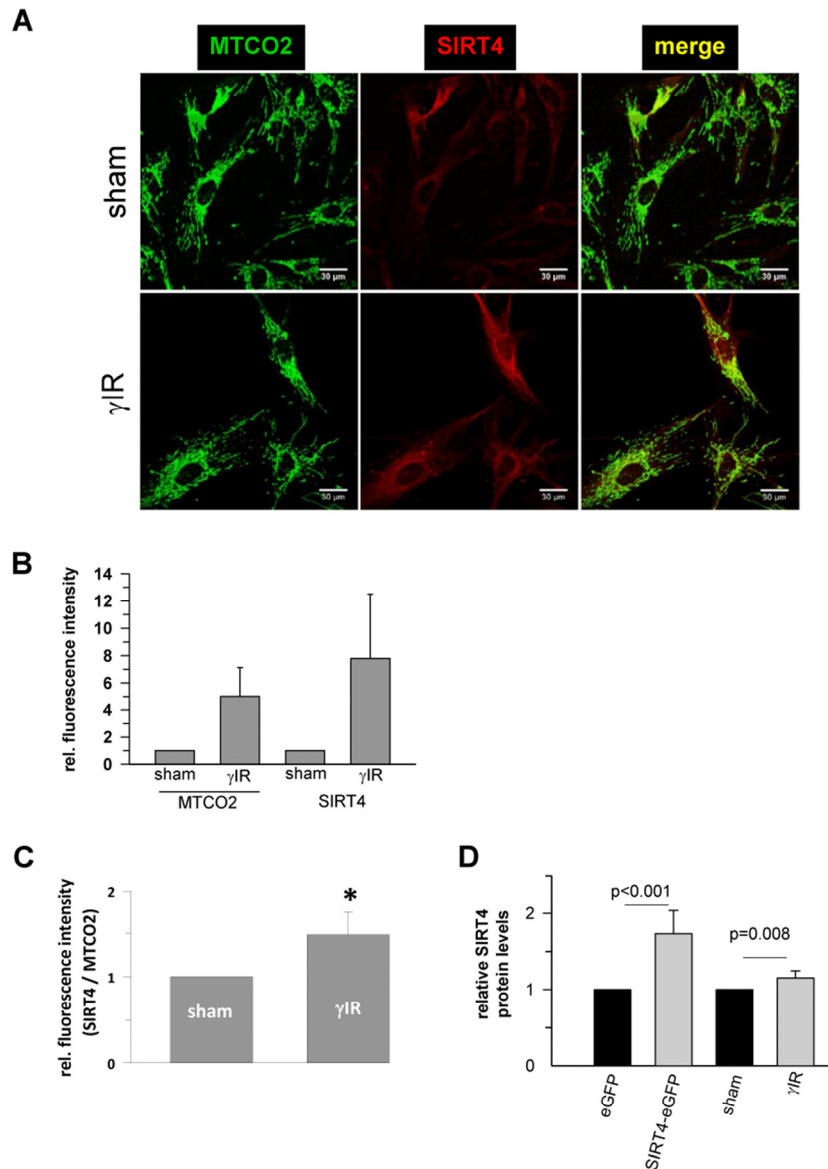 A
MTCO2 SIRT4 merge
sham
30 µm 30 µm 30 µm
γIR
30 µm 30 µm 30 µm
B
rel. fluorescence intensity
14
12
10
8
6
4
2
0
sham γIR sham γIR
MTCO2 SIRT4
C
rel. fluorescence intensity
(SIRT4 / MTCO2)
2
1
0
*
sham
γIR
D
relative SIRT4
protein levels
2
1
0
p<0.001
p=0.008
eGFP
SIRT4-eGFP
sham
γIR